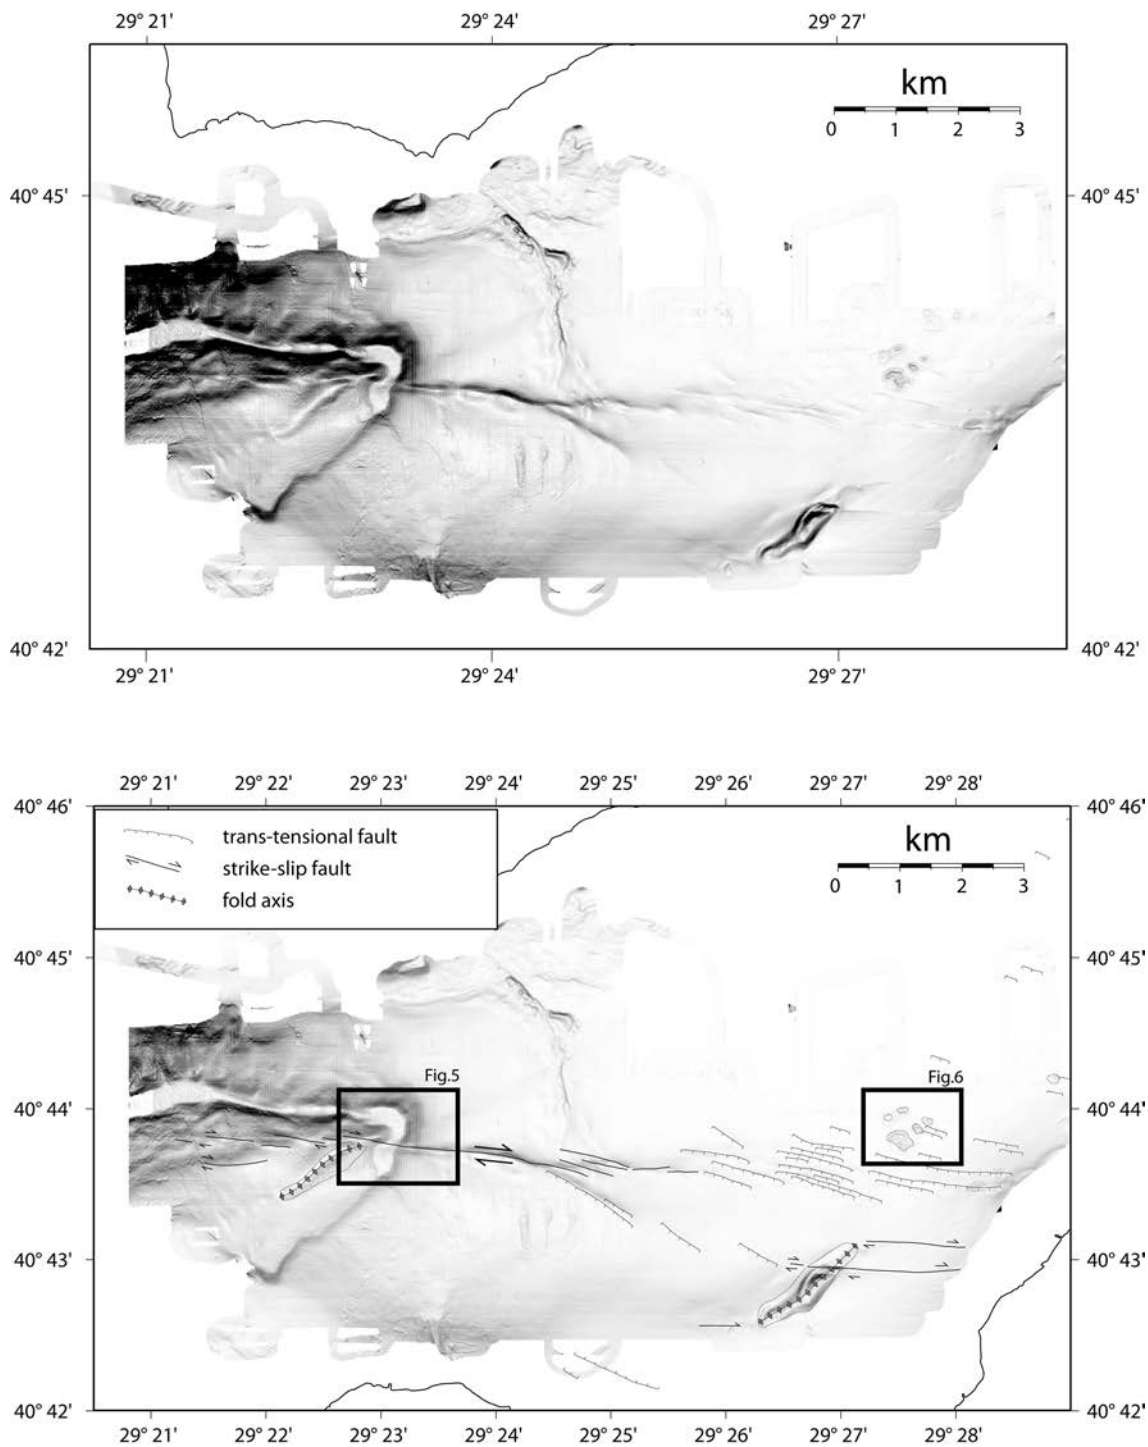 29° 21' 29° 24' 29° 27'
km
0 1 2 3
40° 45' 40° 45'
40° 42' 40° 42'
29° 21' 29° 24' 29° 27'
29° 21' 29° 22' 29° 23' 29° 24' 29° 25' 29° 26' 29° 27' 29° 28'
40° 46' 40° 46'
trans-tensional fault
strike-slip fault
fold axis
km
0 1 2 3
40° 45' 40° 45'
Fig.5 Fig.6
40° 44' 40° 44'
40° 43' 40° 43'
40° 42' 40° 42'
29° 21' 29° 22' 29° 23' 29° 24' 29° 25' 29° 26' 29° 27' 29° 28'